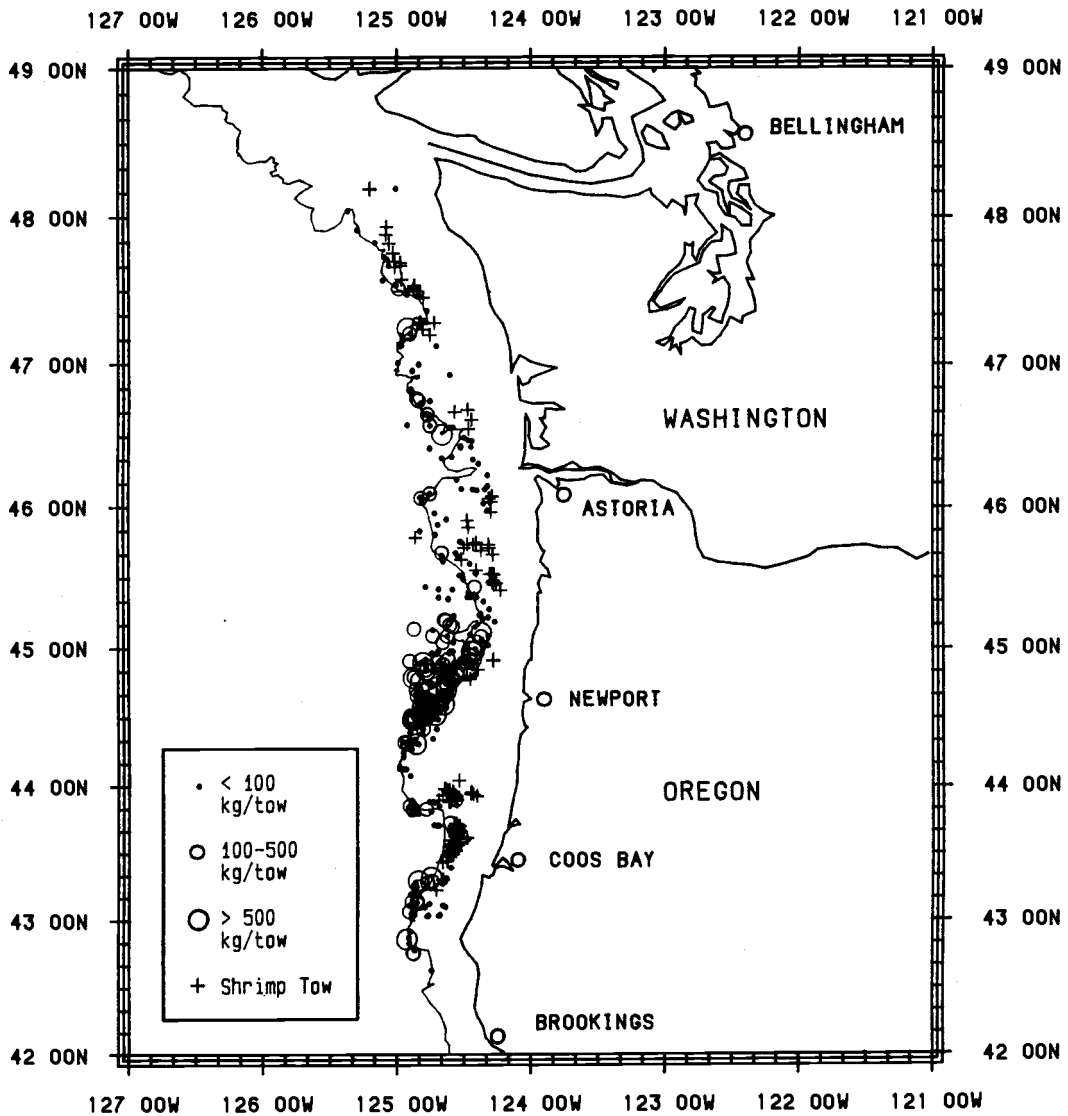 127 00W 126 00W 125 00W 124 00W 123 00W 122 00W 121 00W
49 00N 49 00N
BELLINGHAM
48 00N 48 00N
47 00N 47 00N
WASHINGTON
46 00N 46 00N
ASTORIA
45 00N 45 00N
NEWPORT
< 100
kg/tow
44 00N 44 00N
OREGON
100-500
kg/tow
COOS BAY
> 500
kg/tow
43 00N 43 00N
+ Shrimp Tow
BROOKINGS
42 00N 42 00N
127 00W 126 00W 125 00W 124 00W 123 00W 122 00W 121 00W